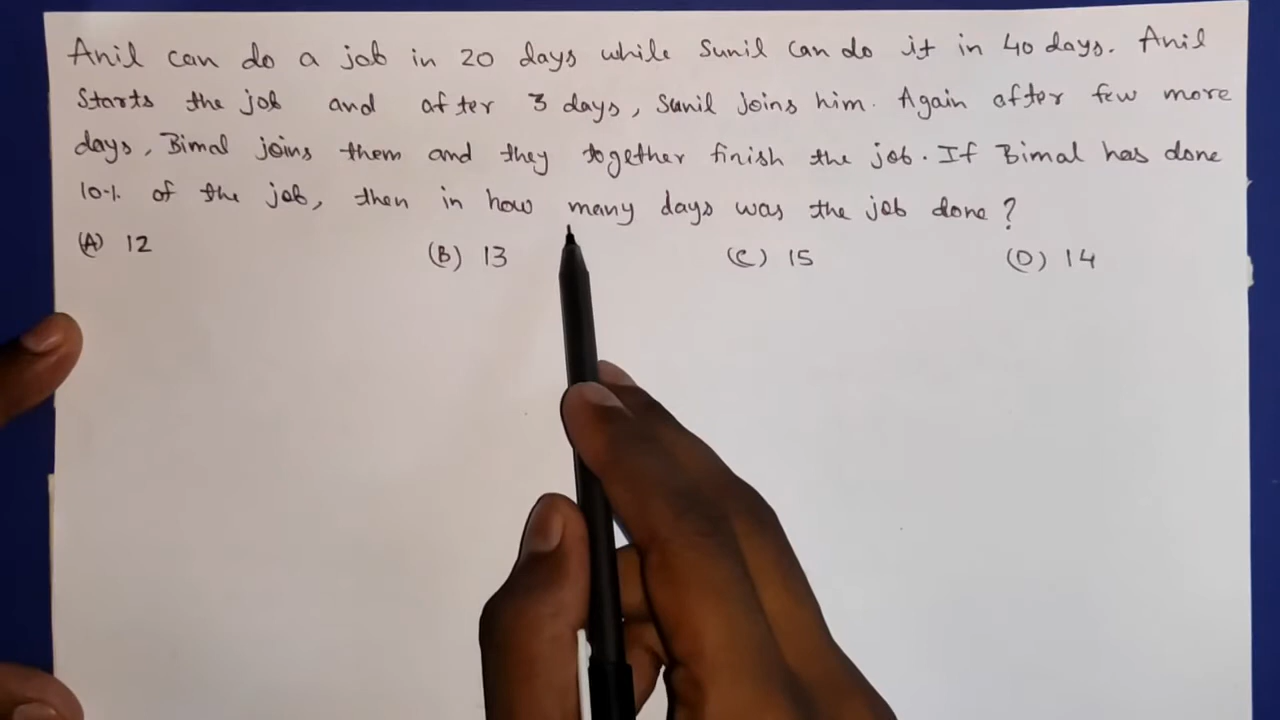 Anil can do a job in 20 days while Sunil can do it in 40 days. Anil
Starts the job and after 3 days, Sunil joins him. Again after few more
days, Bimal joins them and they together finish the job. If Bimal has done
10% of the job, then in how many days was the job done?
(A) 12 (B) 13 (C) 15 (D) 14